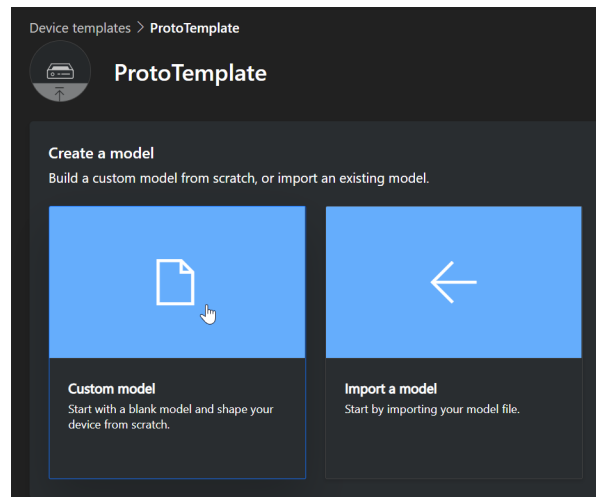 Device templates > ProtoTemplate
ProtoTemplate
Create a model
Build a custom model from scratch, or import an existing model.
Custom model
Start with a blank model and shape your
device from scratch.
Import a model
Start by importing your model file.